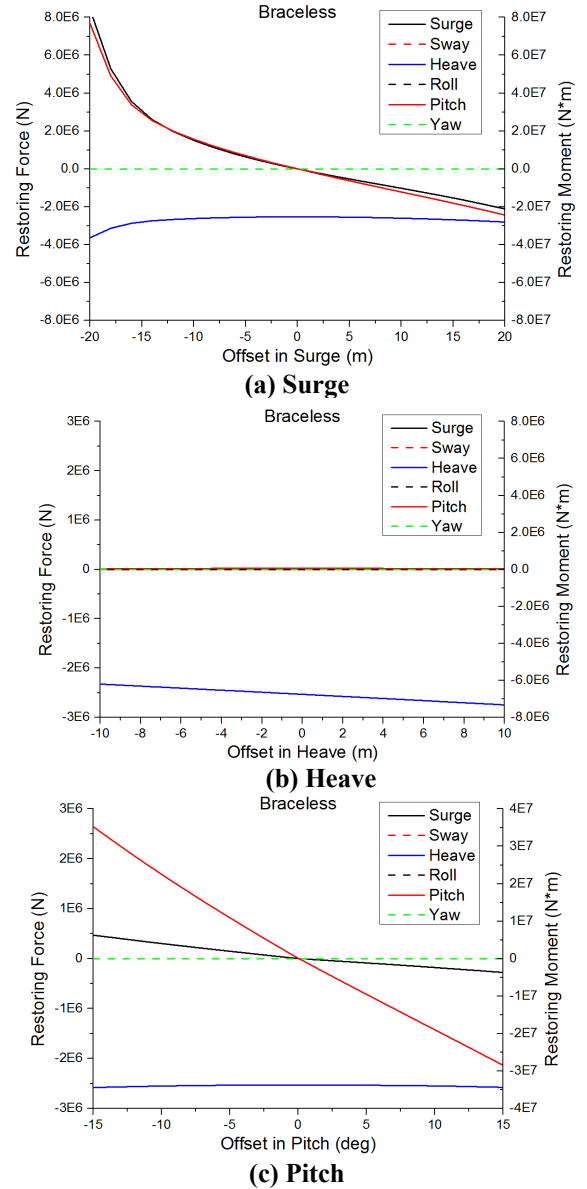 Braceless
Surge
Sway
Heave
Roll
Pitch
Yaw
8.0E6
6.0E6
4.0E6
2.0E6
0.0
-2.0E6
-4.0E6
-6.0E6
-8.0E6
Restoring Force (N)
8.0E7
6.0E7
4.0E7
2.0E7
0.0
-2.0E7
-4.0E7
-6.0E7
-8.0E7
Restoring Moment (N*m)
-20 -15 -10 -5 0 5 10 15 20
Offset in Surge (m)
(a) Surge
Braceless
Surge
Sway
Heave
Roll
Pitch
Yaw
3E6
2E6
1E6
0
-1E6
-2E6
-3E6
Restoring Force (N)
8.0E6
6.0E6
4.0E6
2.0E6
0.0
-2.0E6
-4.0E6
-6.0E6
-8.0E6
Restoring Moment (N*m)
-10 -8 -6 -4 -2 0 2 4 6 8 10
Offset in Heave (m)
(b) Heave
Braceless
Surge
Sway
Heave
Roll
Pitch
Yaw
3E6
2E6
1E6
0
-1E6
-2E6
-3E6
Restoring Force (N)
4E7
3E7
2E7
1E7
0
-1E7
-2E7
-3E7
-4E7
Restoring Moment (N*m)
-15 -10 -5 0 5 10 15
Offset in Pitch (deg)
(c) Pitch